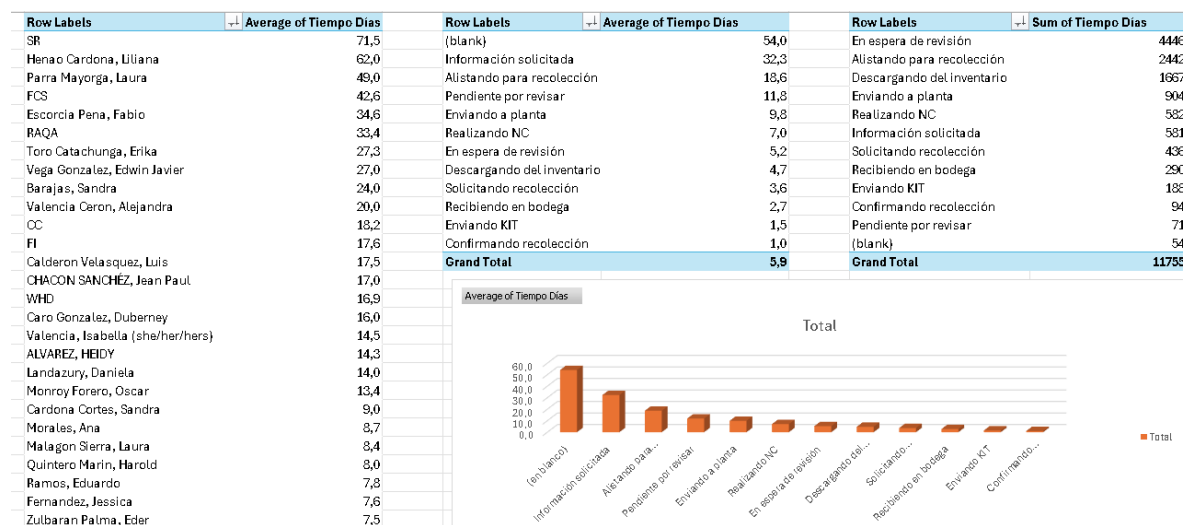 Row Labels Average of Tiempo Días
SR 71,5
Henao Cardona, Liliana 62,0
Parra Mayorga, Laura 49,0
FCS 42,6
Escorcia Pena, Fabio 34,6
RAQA 33,4
Toro Catachunga, Erika 27,3
Vega Gonzalez, Edwin Javier 27,0
Barajas, Sandra 24,0
Valencia Ceron, Alejandra 20,0
CC 18,2
FI 17,6
Calderon Velasquez, Luis 17,5
CHACON SANCHÉZ, Jean Paul 17,0
WHD 16,9
Caro Gonzalez, Duberney 16,0
Valencia, Isabella (she/her/hers) 14,5
ALVAREZ, HEIDY 14,3
Landazury, Daniela 14,0
Monroy Forero, Oscar 13,4
Cardona Cortes, Sandra 9,0
Morales, Ana 8,7
Malagon Sierra, Laura 8,4
Quintero Marin, Harold 8,0
Ramos, Eduardo 7,8
Fernandez, Jessica 7,6
Zulbaran Palma, Eder 7,5
Row Labels Average of Tiempo Días
(blank) 54,0
Información solicitada 32,3
Alistando para recolección 18,6
Pendiente por revisar 11,8
Enviando a planta 9,8
Realizando NC 7,0
En espera de revisión 5,2
Descargando del inventario 4,7
Solicitando recolección 3,6
Recibiendo en bodega 2,7
Enviando KIT 1,5
Confirmando recolección 1,0
Grand Total 5,9
Row Labels Sum of Tiempo Días
En espera de revisión 4446
Alistando para recolección 2442
Descargando del inventario 1667
Enviando a planta 904
Realizando NC 582
Información solicitada 581
Solicitando recolección 436
Recibiendo en bodega 290
Enviando KIT 188
Confirmando recolección 94
Pendiente por revisar 71
(blank) 54
Grand Total 11755
Average of Tiempo Días
Total
60,0
50,0
40,0
30,0
20,0
10,0
0,0
(en blanco)
Información solicitada
Alistando para...
Pendiente por revisar
Enviando a planta
Realizando NC
En espera de revisión
Descargando del...
Solicitando...
Recibiendo en bodega
Enviando KIT
Confirmando...
Total